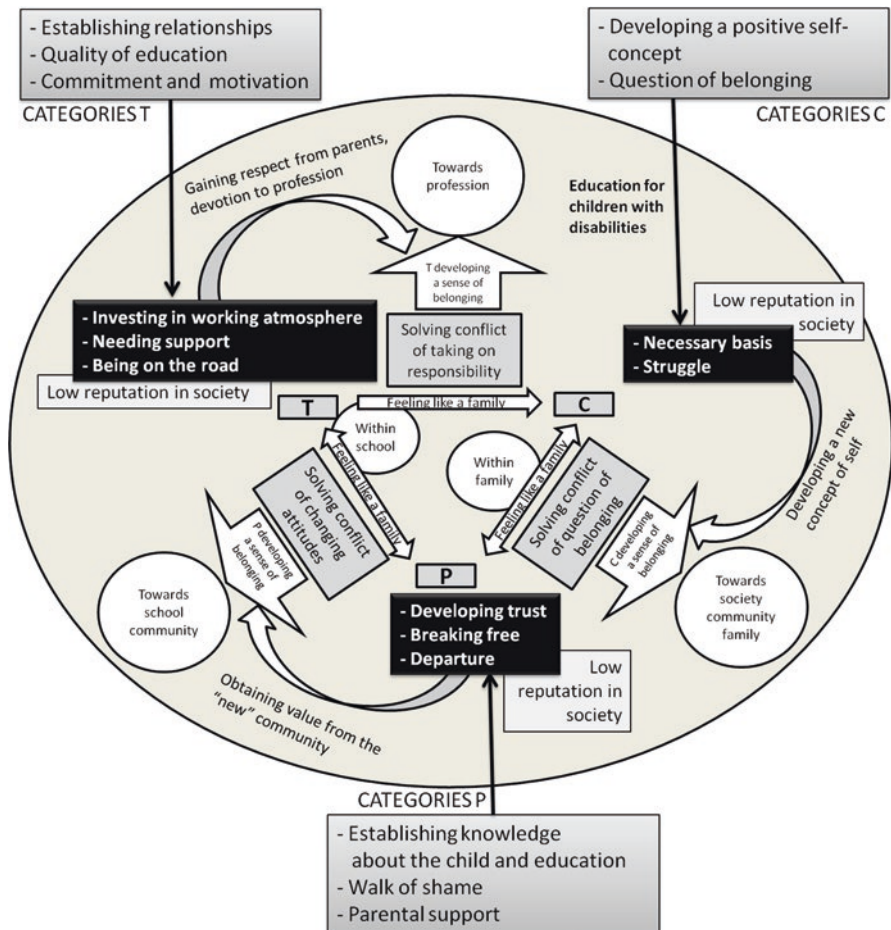 - Establishing relationships
- Quality of education
- Commitment and motivation
CATEGORIES T
- Developing a positive self-
concept
- Question of belonging
CATEGORIES C
Gaining respect from parents,
devotion to profession
Towards
profession
Education for
children with
disabilities
T developing
a sense of
belonging
- Investing in working atmosphere
- Needing support
- Being on the road
Low reputation in society
Solving conflict
of taking on
responsibility
Low reputation in
society
- Necessary basis
- Struggle
T
Feeling like a family
C
Within
school
Feeling like a family
Within
family
Feeling like a family
Solving conflict
of changing
attitudes
Solving conflict
of question of
belonging
Developing a new
concept of self
P developing
a sense of
belonging
C developing
a sense of
belonging
Towards
school
community
Towards
society
community
family
P
- Developing trust
- Breaking free
- Departure
Low
reputation in
society
Obtaining value from the
"new" community
CATEGORIES P
- Establishing knowledge
about the child and education
- Walk of shame
- Parental support